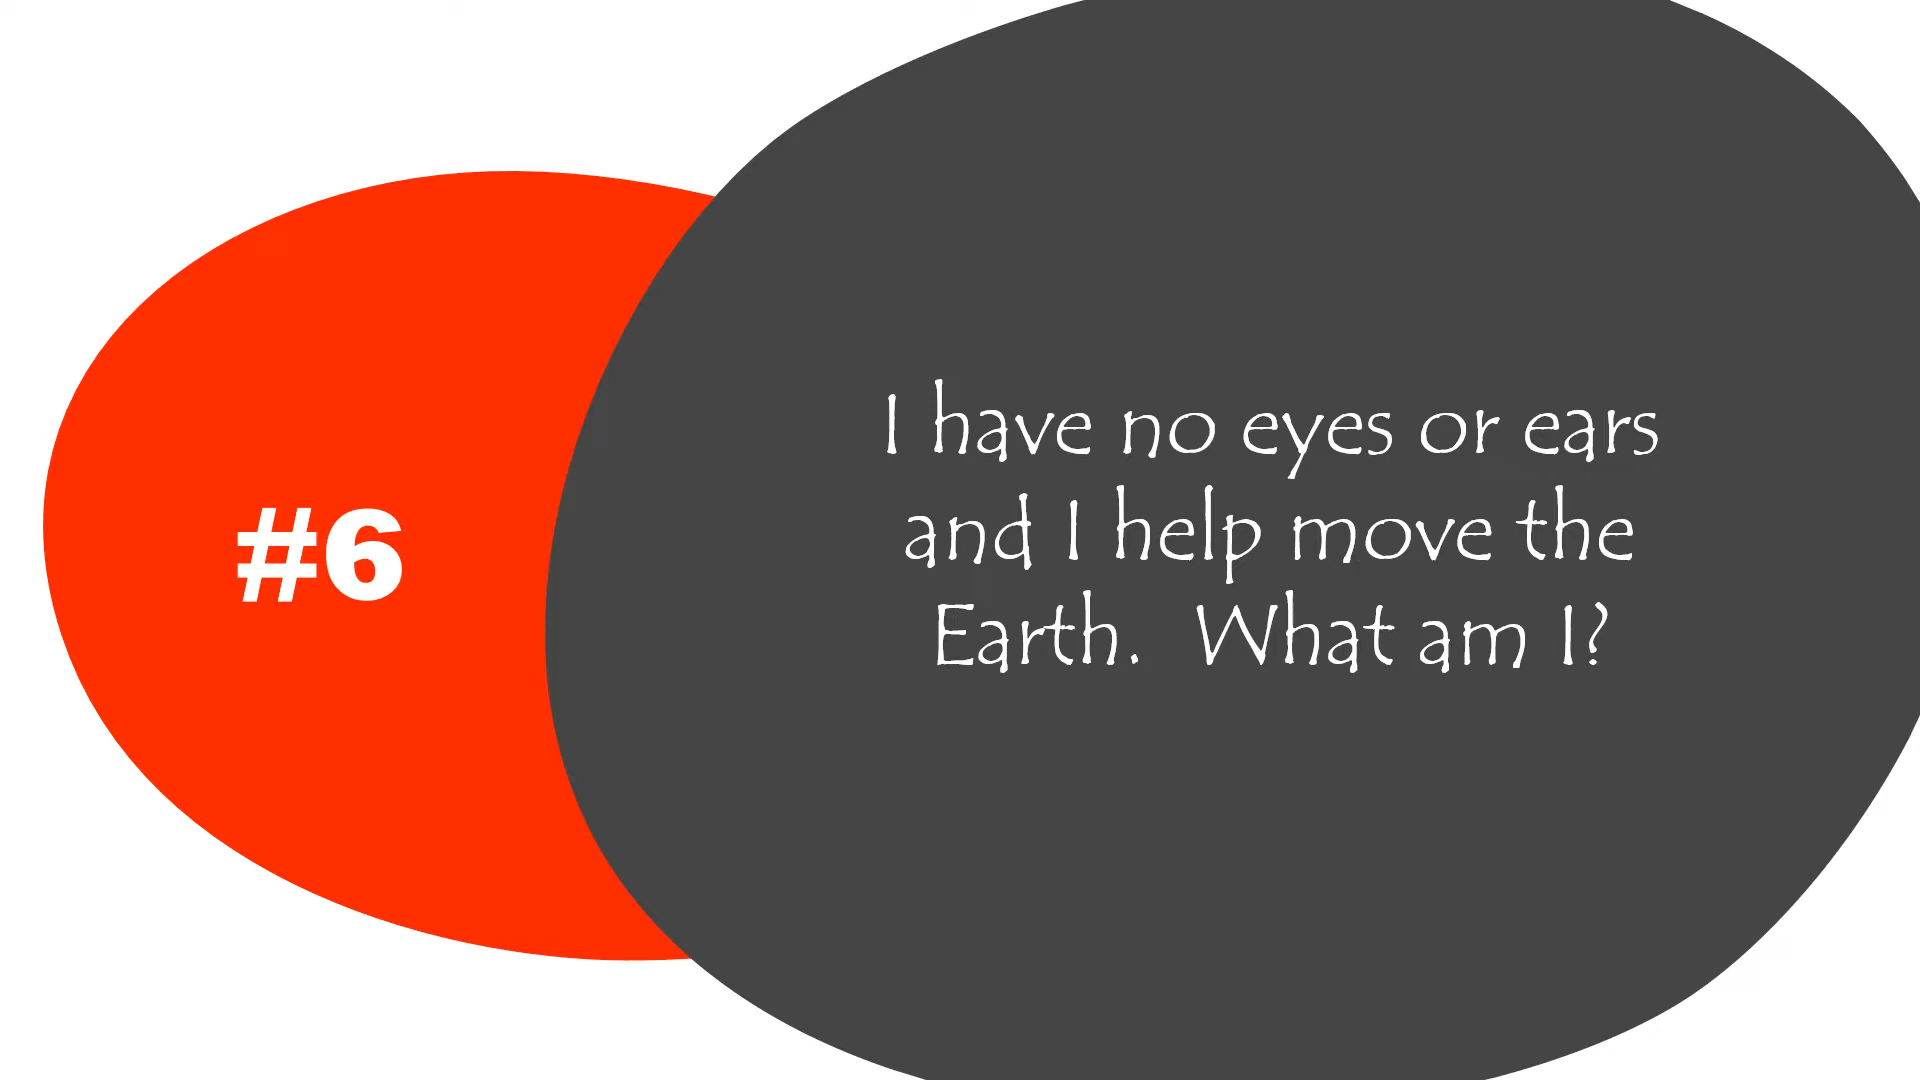 #6
I have no eyes or ears
and I help move the
Earth.  What am I?